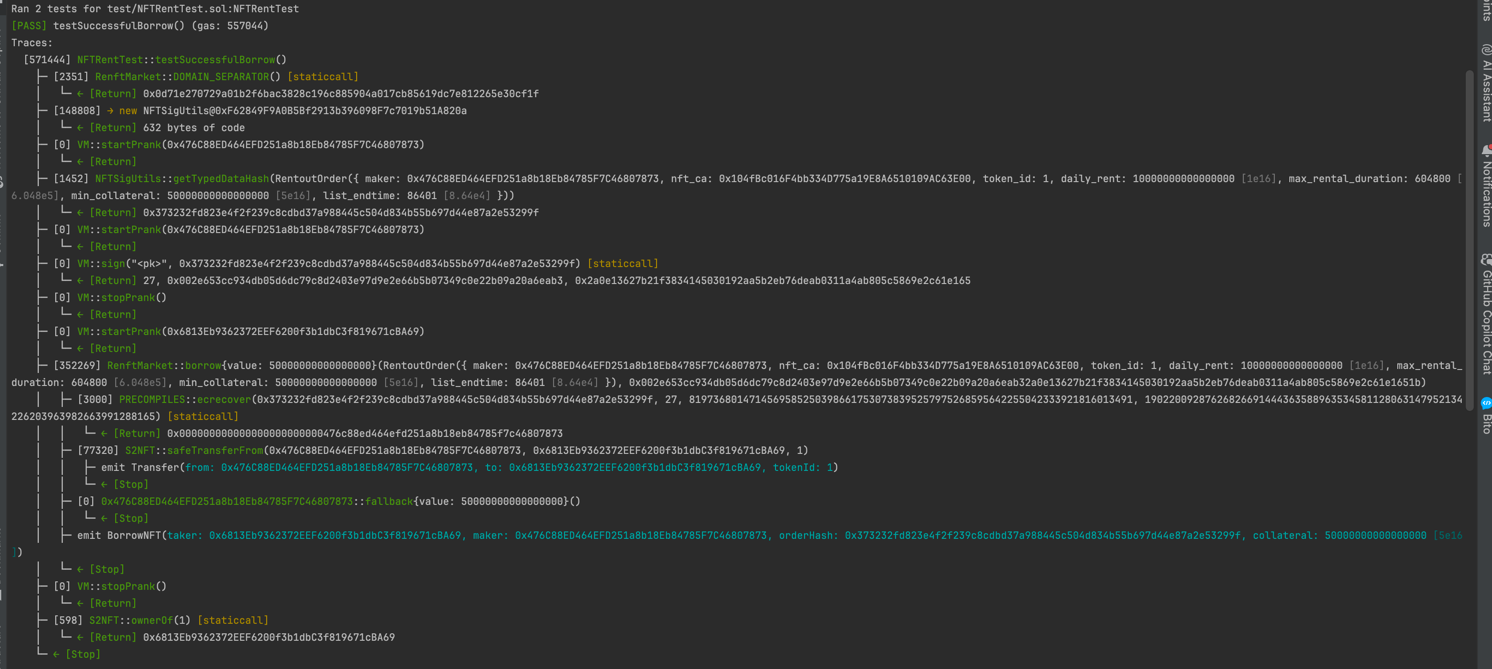 Ran 2 tests for test/NFTRentTest.sol:NFTRentTest
[PASS] testSuccessfulBorrow() (gas: 557044)
Traces:
[571444] NFTRentTest::testSuccessfulBorrow()
├─ [2351] RenftMarket::DOMAIN_SEPARATOR() [staticcall]
│ └─ ← [Return] 0x0d71e270729a01b2f6bac3828c196c885904a017cb85619dc7e812265e30cf1f
├─ [148808] → new NFTSigUtils@0xF62849F9A0B5Bf2913b396098F7c7019b51A820a
│ └─ ← [Return] 632 bytes of code
├─ [0] VM::startPrank(0x476C88ED464EFD251a8b18Eb84785F7C46807873)
│ └─ ← [Return]
├─ [1452] NFTSigUtils::getTypedDataHash(RentoutOrder({ maker: 0x476C88ED464EFD251a8b18Eb84785F7C46807873, nft_ca: 0x104fBc016F4bb334D775a19E8A6510109AC63E00, token_id: 1, daily_rent: 10000000000000000 [1e16], max_rental_duration: 604800 [
6.048e5], min_collateral: 50000000000000000 [5e16], list_endtime: 86401 [8.64e4] }))
│ └─ ← [Return] 0x373232fd823e4f2f239c8cdbd37a988445c504d834b55b697d44e87a2e53299f
├─ [0] VM::startPrank(0x476C88ED464EFD251a8b18Eb84785F7C46807873)
│ └─ ← [Return]
├─ [0] VM::sign("<pk>", 0x373232fd823e4f2f239c8cdbd37a988445c504d834b55b697d44e87a2e53299f) [staticcall]
│ └─ ← [Return] 27, 0x002e653cc934db05d6dc79c8d2403e97d9e2e66b5b07349c0e22b09a20a6eab3, 0x2a0e13627b21f3834145030192aa5b2eb76deab0311a4ab805c5869e2c61e165
├─ [0] VM::stopPrank()
│ └─ ← [Return]
├─ [0] VM::startPrank(0x6813Eb9362372EEF6200f3b1dbC3f819671cBA69)
│ └─ ← [Return]
├─ [352269] RenftMarket::borrow{value: 50000000000000000}(RentoutOrder({ maker: 0x476C88ED464EFD251a8b18Eb84785F7C46807873, nft_ca: 0x104fBc016F4bb334D775a19E8A6510109AC63E00, token_id: 1, daily_rent: 10000000000000000 [1e16], max_rental_
duration: 604800 [6.048e5], min_collateral: 50000000000000000 [5e16], list_endtime: 86401 [8.64e4] }), 0x002e653cc934db05d6dc79c8d2403e97d9e2e66b5b07349c0e22b09a20a6eab32a0e13627b21f3834145030192aa5b2eb76deab0311a4ab805c5869e2c61e1651b)
│ ├─ [3000] PRECOMPILES::ecrecover(0x373232fd823e4f2f239c8cdbd37a988445c504d834b55b697d44e87a2e53299f, 27, 81973680147145695852503986617530738395257975268595642255042333921816013491, 19022009287626826691444363588963534581128063147952134
22620396398266399128​8165) [staticcall]
│ │ └─ ← [Return] 0x000000000000000000000000476c88ed464efd251a8b18eb84785f7c46807873
│ ├─ [77320] S2NFT::safeTransferFrom(0x476C88ED464EFD251a8b18Eb84785F7C46807873, 0x6813Eb9362372EEF6200f3b1dbC3f819671cBA69, 1)
│ │ ├─ emit Transfer(from: 0x476C88ED464EFD251a8b18Eb84785F7C46807873, to: 0x6813Eb9362372EEF6200f3b1dbC3f819671cBA69, tokenId: 1)
│ │ └─ ← [Stop]
│ ├─ [0] 0x476C88ED464EFD251a8b18Eb84785F7C46807873::fallback{value: 50000000000000000}()
│ │ └─ ← [Stop]
│ ├─ emit BorrowNFT(taker: 0x6813Eb9362372EEF6200f3b1dbC3f819671cBA69, maker: 0x476C88ED464EFD251a8b18Eb84785F7C46807873, orderHash: 0x373232fd823e4f2f239c8cdbd37a988445c504d834b55b697d44e87a2e53299f, collateral: 50000000000000000 [5e16
])
│ └─ ← [Stop]
├─ [0] VM::stopPrank()
│ └─ ← [Return]
├─ [598] S2NFT::ownerOf(1) [staticcall]
│ └─ ← [Return] 0x6813Eb9362372EEF6200f3b1dbC3f819671cBA69
└─ ← [Stop]
AI Assistant
Notifications
GitHub Copilot Chat
Bito